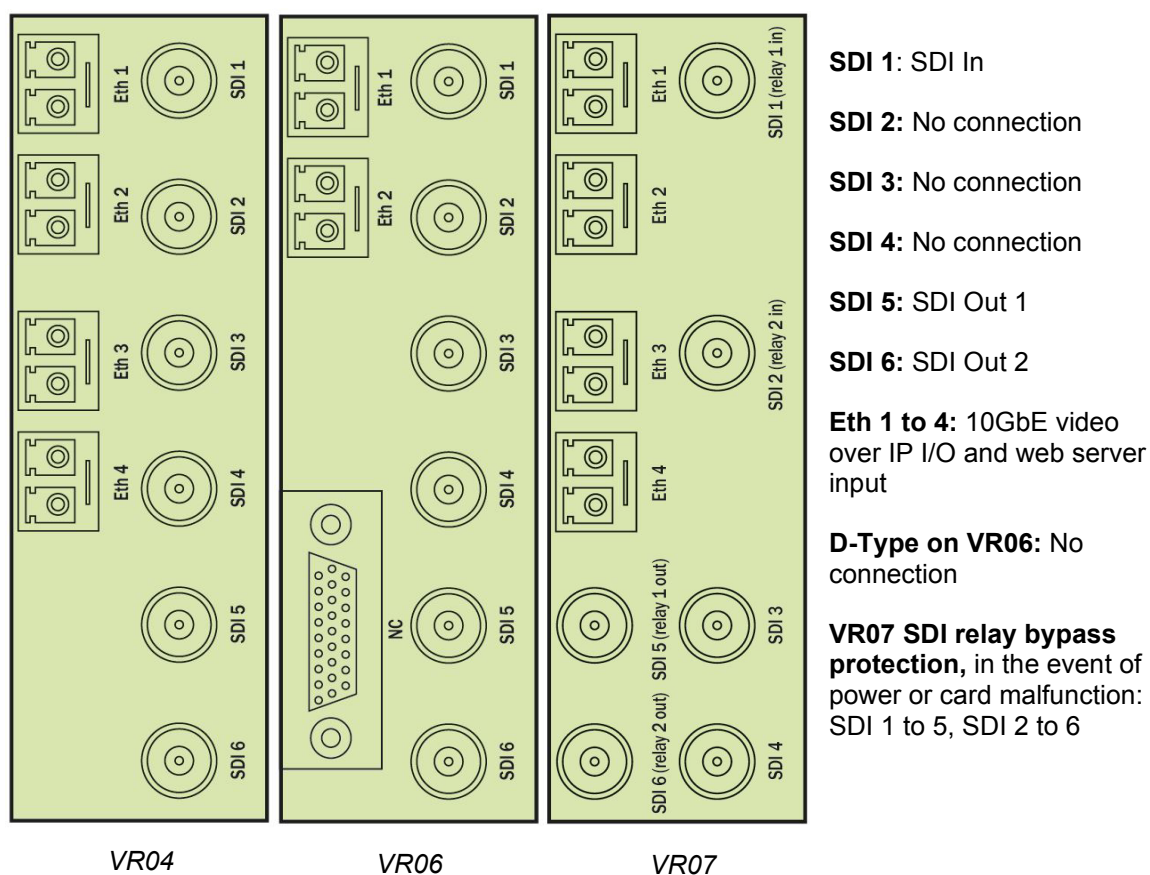 Eth 1
SDI 1
Eth 2
SDI 2
Eth 3
SDI 3
Eth 4
SDI 4
SDI 5
SDI 6
VR04
Eth 1
SDI 1
Eth 2
SDI 2
SDI 3
SDI 4
NC
SDI 5
SDI 6
VR06
Eth 1
SDI 1 (relay 1 in)
Eth 2
Eth 3
SDI 2 (relay 2 in)
Eth 4
SDI 5 (relay 1 out)
SDI 3
SDI 6 (relay 2 out)
SDI 4
VR07
SDI 1: SDI In
SDI 2: No connection
SDI 3: No connection
SDI 4: No connection
SDI 5: SDI Out 1
SDI 6: SDI Out 2
Eth 1 to 4: 10GbE video
over IP I/O and web server
input
D-Type on VR06: No
connection
VR07 SDI relay bypass
protection, in the event of
power or card malfunction:
SDI 1 to 5, SDI 2 to 6